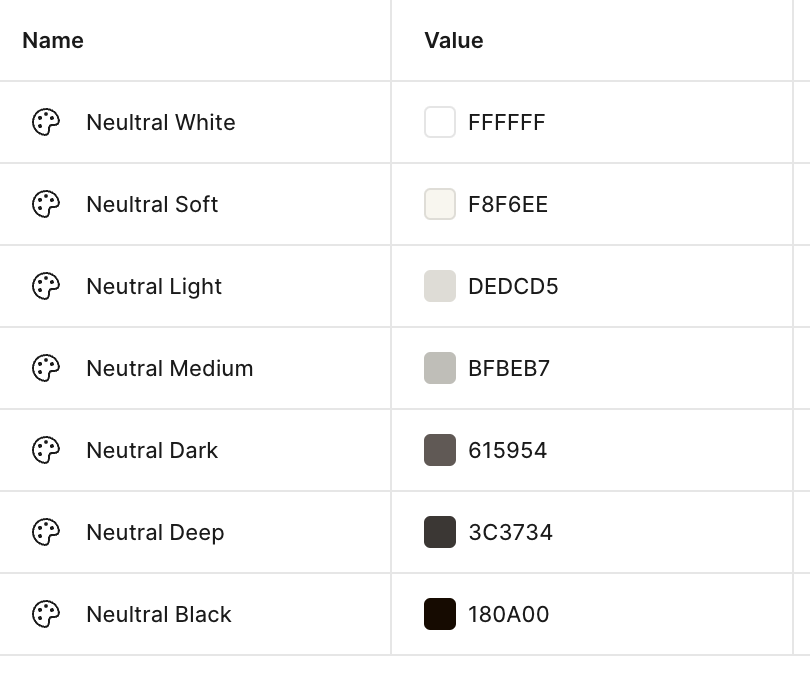 Name Value
Neultral White FFFFFF
Neultral Soft F8F6EE
Neutral Light DEDCD5
Neutral Medium BFBEB7
Neutral Dark 615954
Neutral Deep 3C3734
Neultral Black 180A00